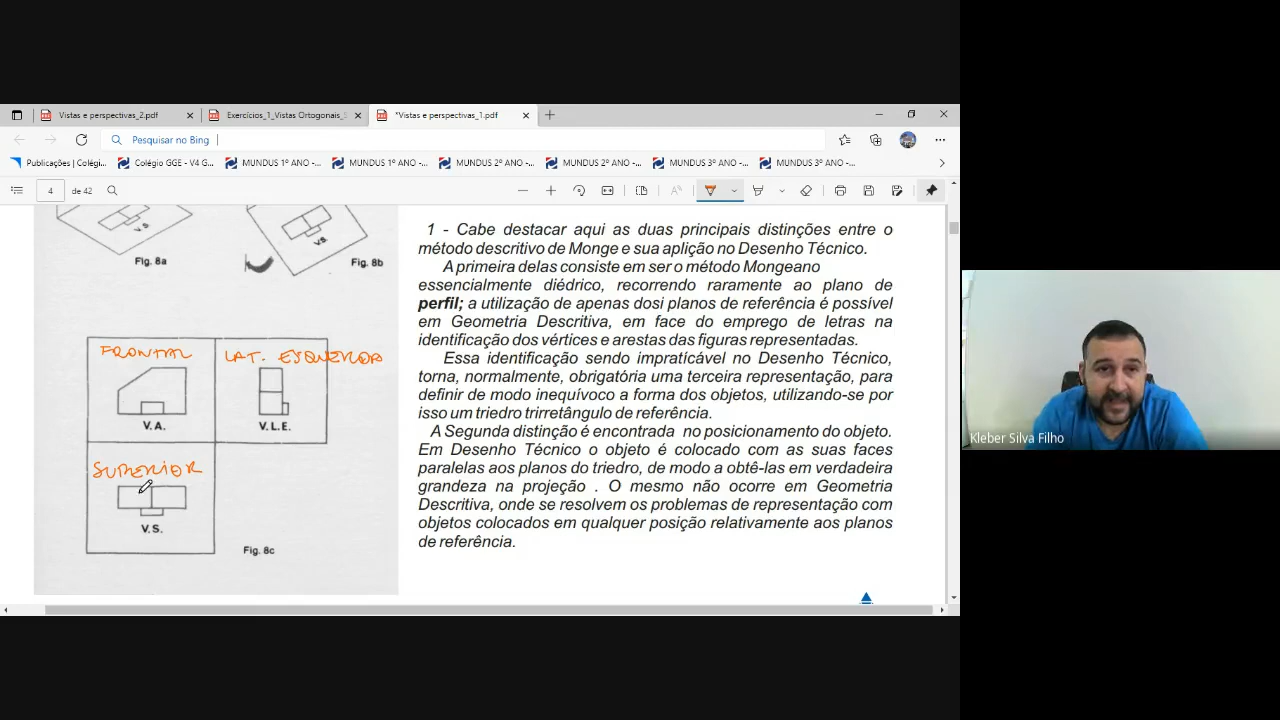 Vistas e perspectivas_2.pdf
Exercícios_1_Vistas Ortogonais_S
*Vistas e perspectivas_1.pdf
Pesquisar no Bing
Publicações | Colégi...
Colégio GGE - V4 G...
MUNDUS 1º ANO -...
MUNDUS 1º ANO -...
MUNDUS 2º ANO -...
MUNDUS 2º ANO -...
MUNDUS 3º ANO -...
MUNDUS 3º ANO -...
4 de 42
V.S
V.S.
Fig. 8a
Fig. 8b
FRONTAL
LAT. ESQUERDA
V.A.
V.L.E.
SUPERIOR
V.S.
Fig. 8c
1 - Cabe destacar aqui as duas principais distinções entre o
método descritivo de Monge e sua aplição no Desenho Técnico.
A primeira delas consiste em ser o método Mongeano
essencialmente diédrico, recorrendo raramente ao plano de
perfil; a utilização de apenas dosi planos de referência é possível
em Geometria Descritiva, em face do emprego de letras na
identificação dos vértices e arestas das figuras representadas.
Essa identificação sendo impratícável no Desenho Técnico,
torna, normalmente, obrigatória uma terceira representação, para
definir de modo inequívoco a forma dos objetos, utilizando-se por
isso um triedro trirretângulo de referência.
A Segunda distinção é encontrada no posicionamento do objeto.
Em Desenho Técnico o objeto é colocado com as suas faces
paralelas aos planos do triedro, de modo a obtê-las em verdadeira
grandeza na projeção . O mesmo não ocorre em Geometria
Descritiva, onde se resolvem os problemas de representação com
objetos colocados em qualquer posição relativamente aos planos
de referência.
Kleber Silva Filho